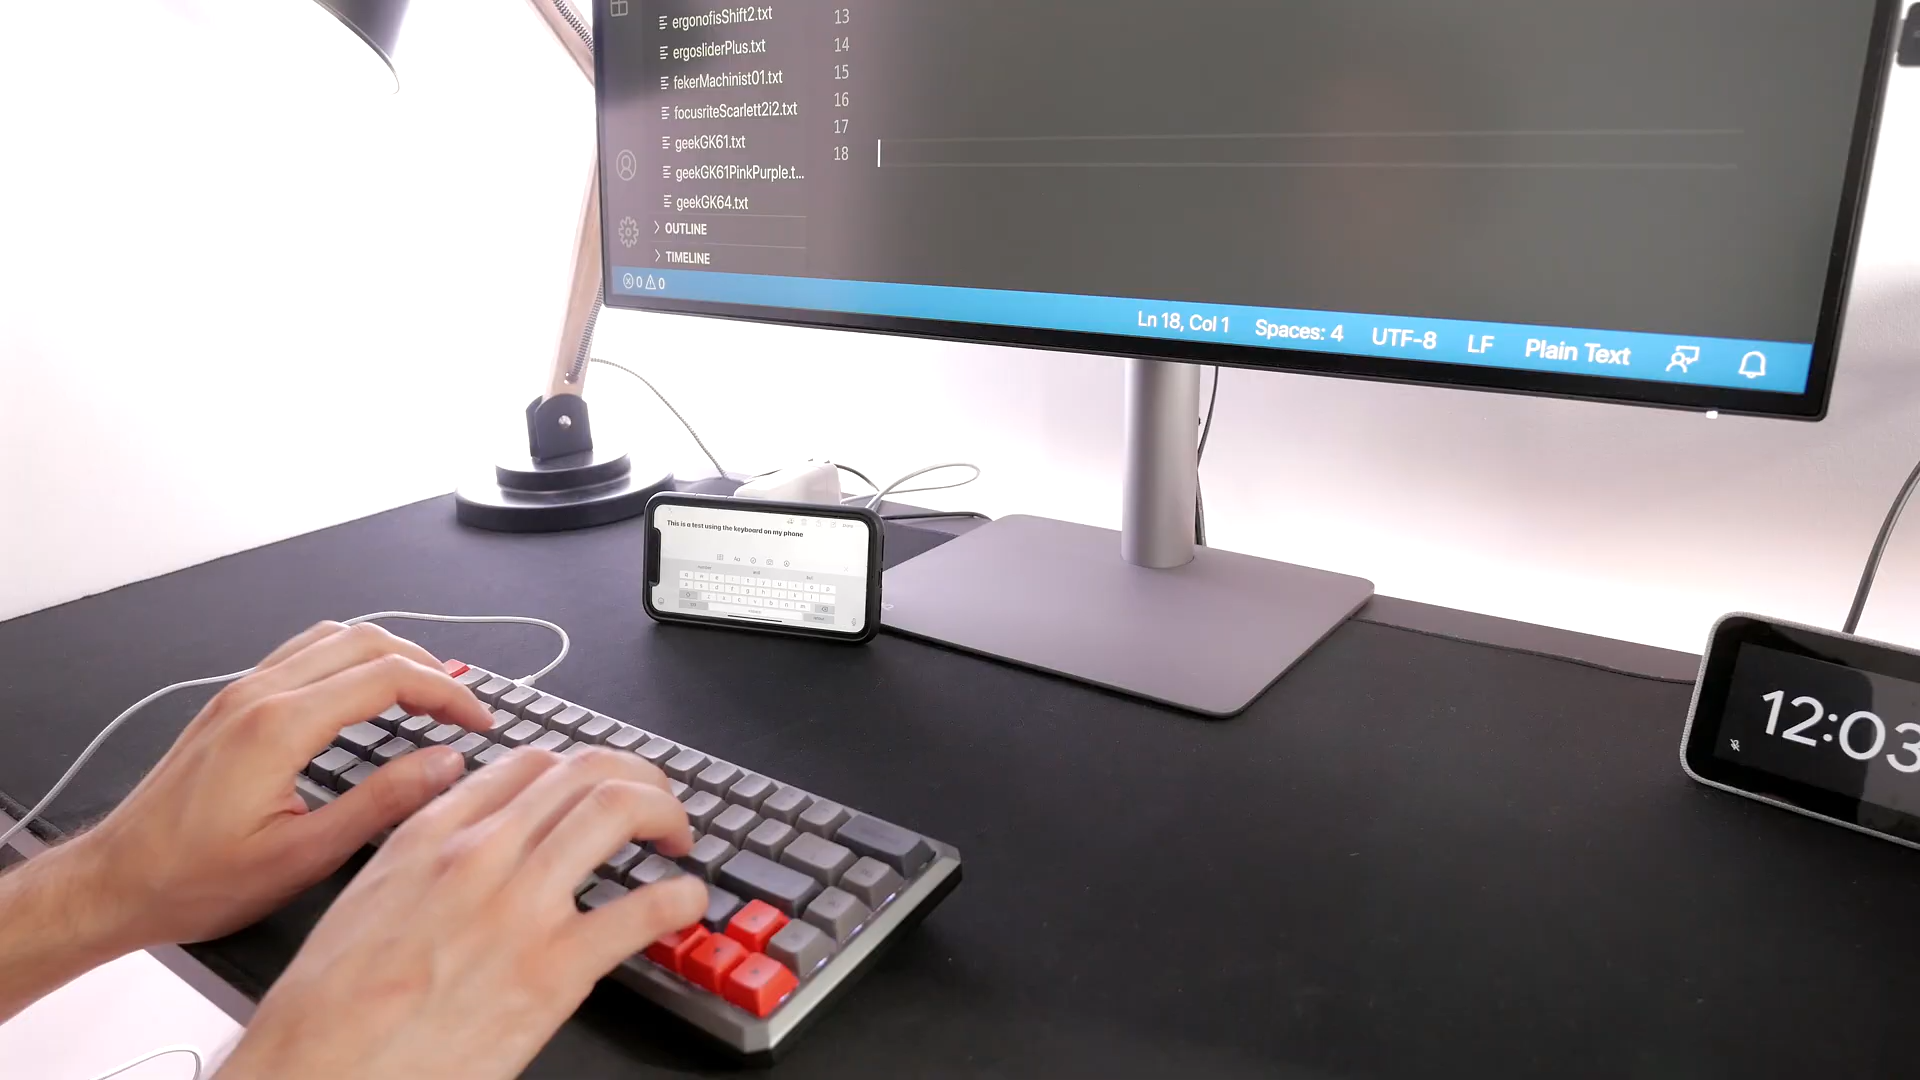 ergonofisShift2.txt
ergosliderPlus.txt
fekerMachinist01.txt
focusriteScarlett2i2.txt
geekGK61.txt
geekGK61PinkPurple.t...
geekGK64.txt
OUTLINE
TIMELINE
13
14
15
16
17
18
0 0
Ln 18, Col 1 Spaces: 4 UTF-8 LF Plain Text
This is a test using the keyboard on my phone
12:03